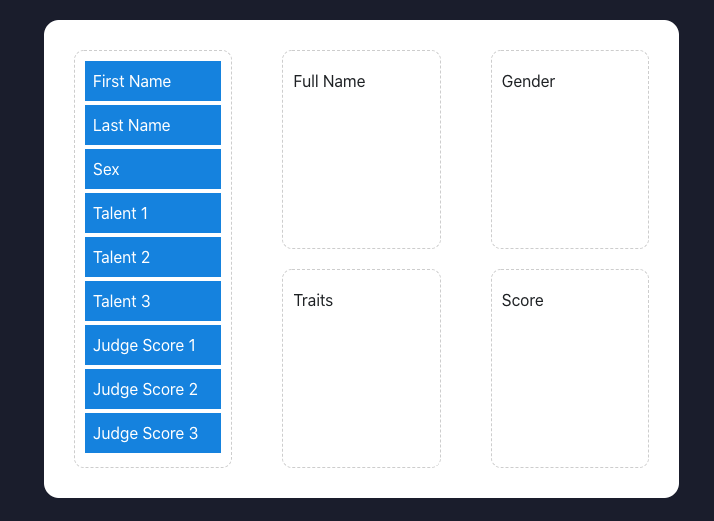 First Name
Last Name
Sex
Talent 1
Talent 2
Talent 3
Judge Score 1
Judge Score 2
Judge Score 3
Full Name
Gender
Traits
Score